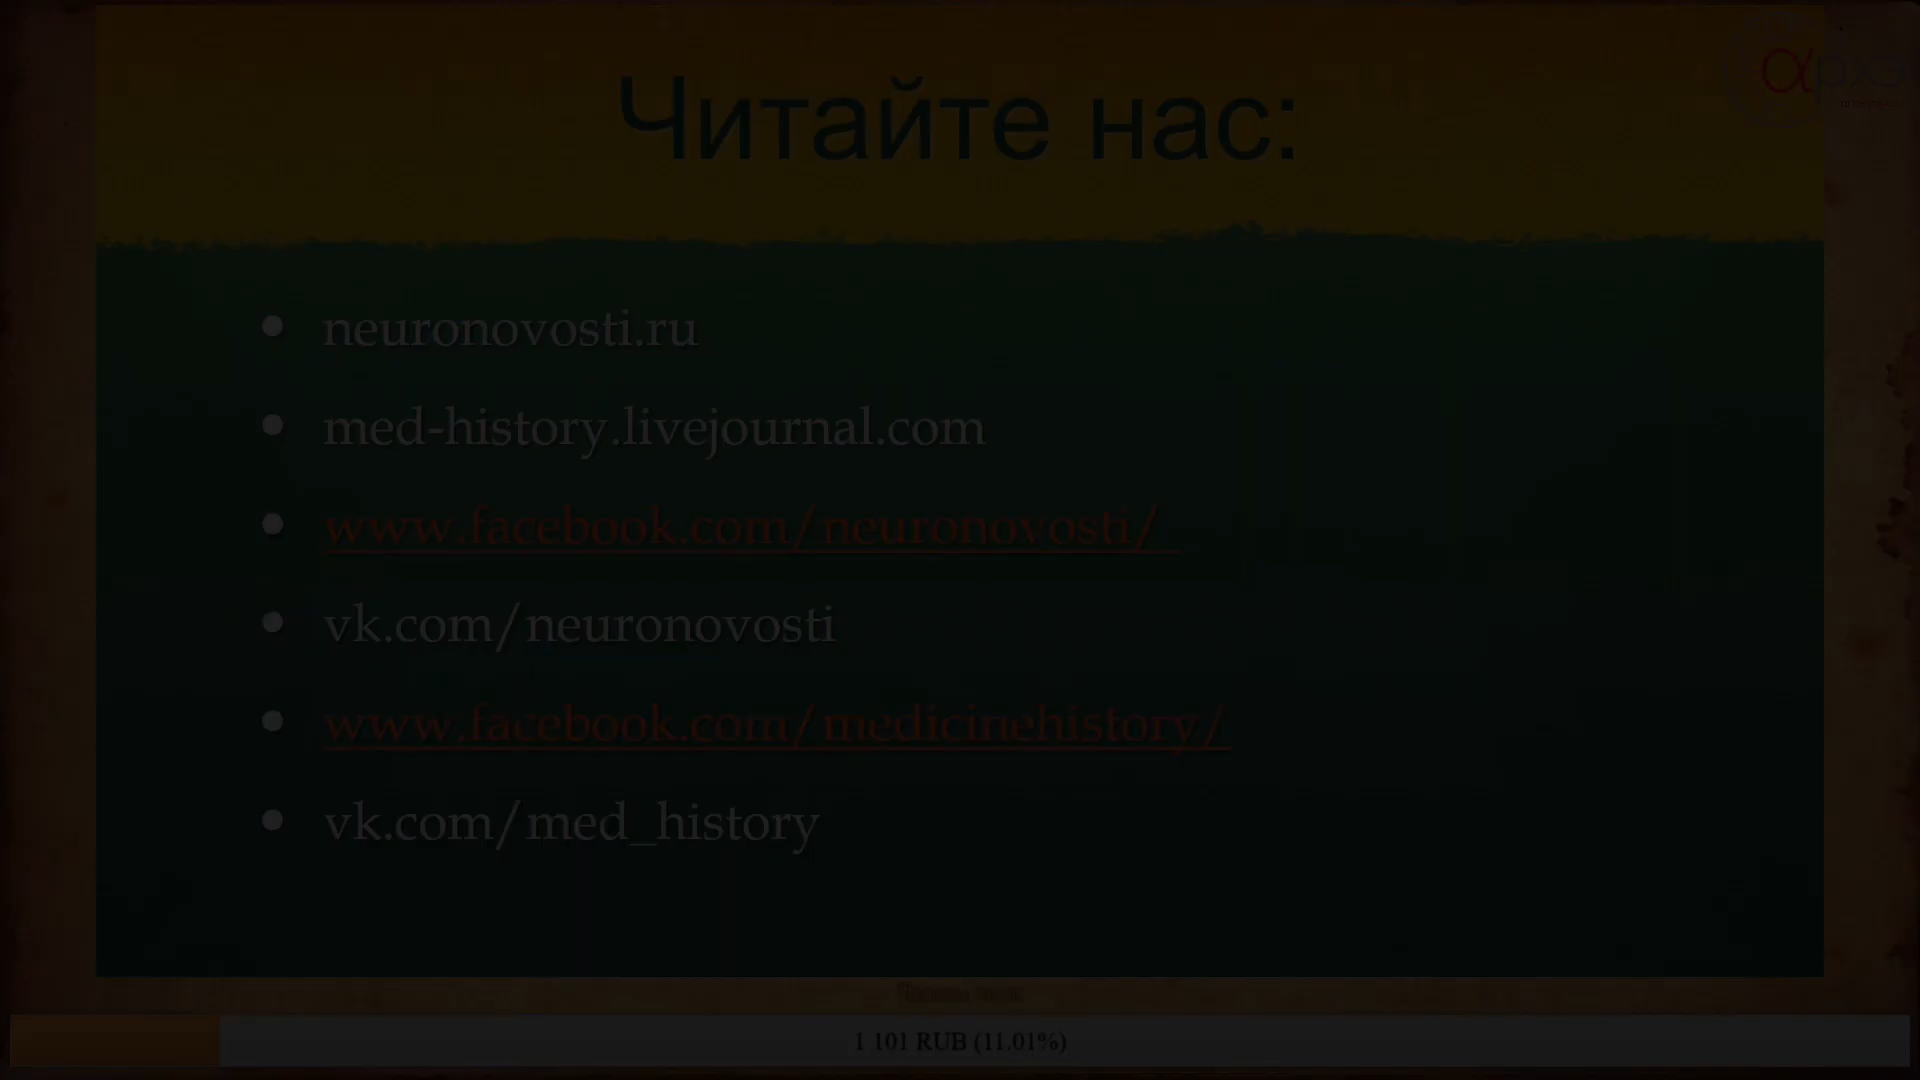 Читайте нас:
αρхэ
neuronovosti.ru
med-history.livejournal.com
www.facebook.com/neuronovosti/
vk.com/neuronovosti
www.facebook.com/medicinehistory/
vk.com/med_history
1 101 RUB (11.01%)